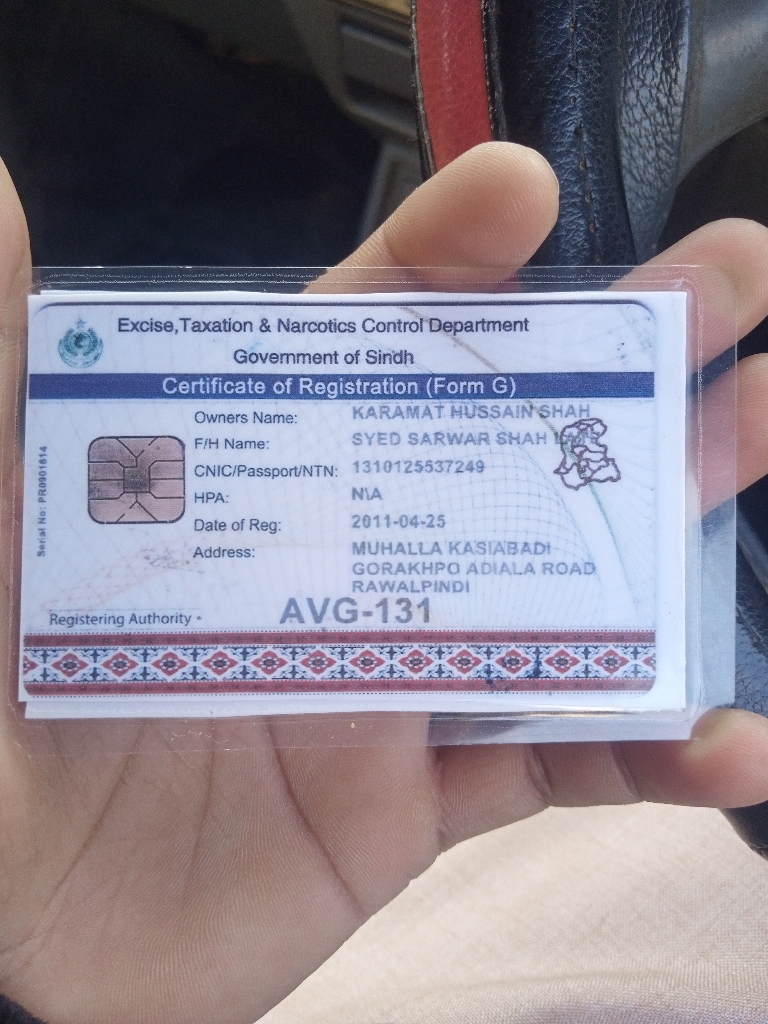 Excise,Taxation & Narcotics Control Department
Government of Sindh
Certificate of Registration (Form G)
Owners Name: KARAMAT HUSSAIN SHAH
F/H Name: SYED SARWAR SHAH
CNIC/Passport/NTN: 1310125537249
HPA: N\A
Date of Reg: 2011-04-25
Address: MUHALLA KASIABADI
GORAKHPO ADIALA ROAD
RAWALPINDI
AVG-131
Registering Authority
Serial No: PR0901614